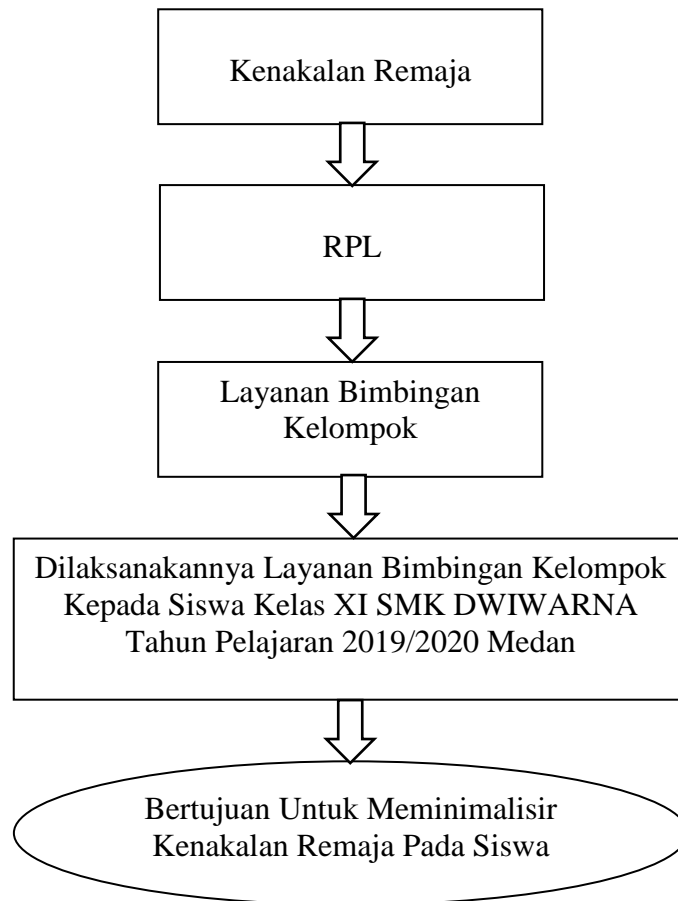 Kenakalan Remaja
RPL
Layanan Bimbingan
Kelompok
Dilaksanakannya Layanan Bimbingan Kelompok
Kepada Siswa Kelas XI SMK DWIWARNA
Tahun Pelajaran 2019/2020 Medan
Bertujuan Untuk Meminimalisir
Kenakalan Remaja Pada Siswa